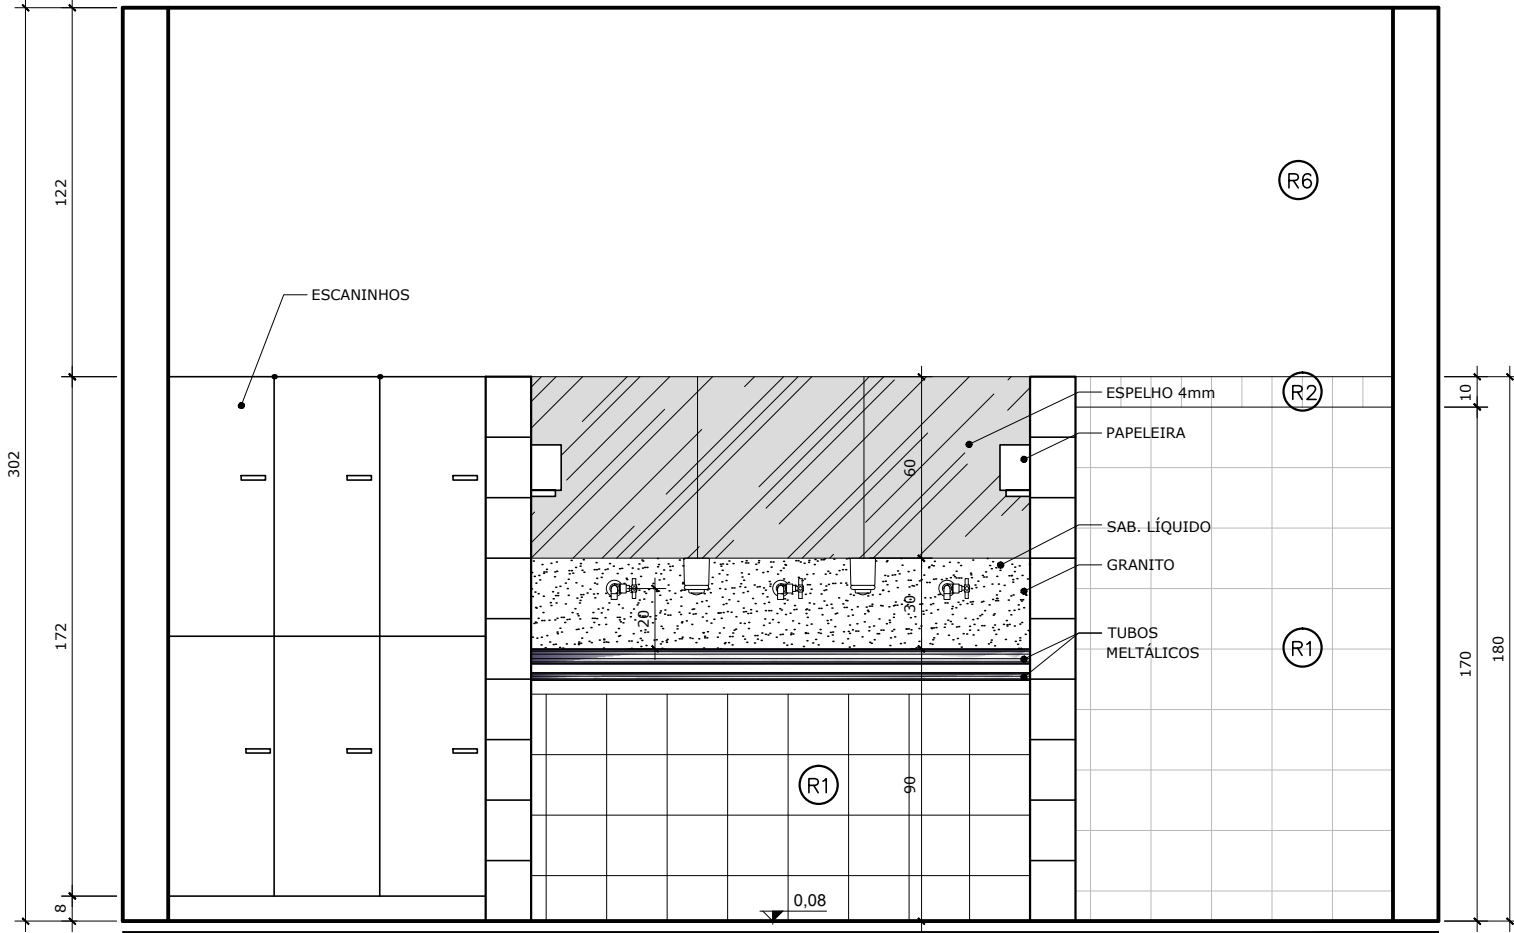 122
R6
ESCANINHOS
ESPELHO 4mm
R2
10
PAPELEIRA
302
60
SAB. LÍQUIDO
GRANITO
30
20
TUBOS
MELTÁLICOS
172
R1
170
180
R1
90
0,08
8